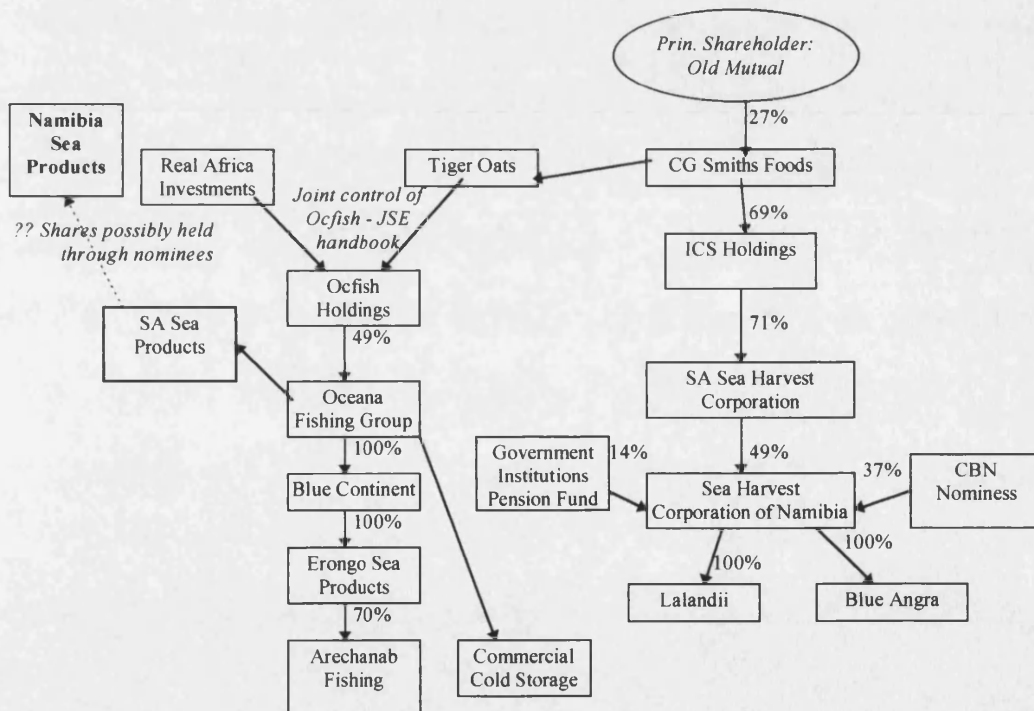 Prin. Shareholder:
Old Mutual
27%
Namibia
Sea
Products
Real Africa
Investments
Tiger Oats
CG Smiths Foods
Joint control of
Ocfish - JSE
handbook
69%
?? Shares possibly held
through nominees
ICS Holdings
Ocfish
Holdings
SA Sea
Products
49%
71%
Oceana
Fishing Group
SA Sea Harvest
Corporation
100%
Government
Institutions
Pension Fund
14%
49%
37%
CBN
Nominess
Blue Continent
Sea Harvest
Corporation of Namibia
100%
100%
100%
Erongo Sea
Products
Lalandii
Blue Angra
70%
Arechanab
Fishing
Commercial
Cold Storage